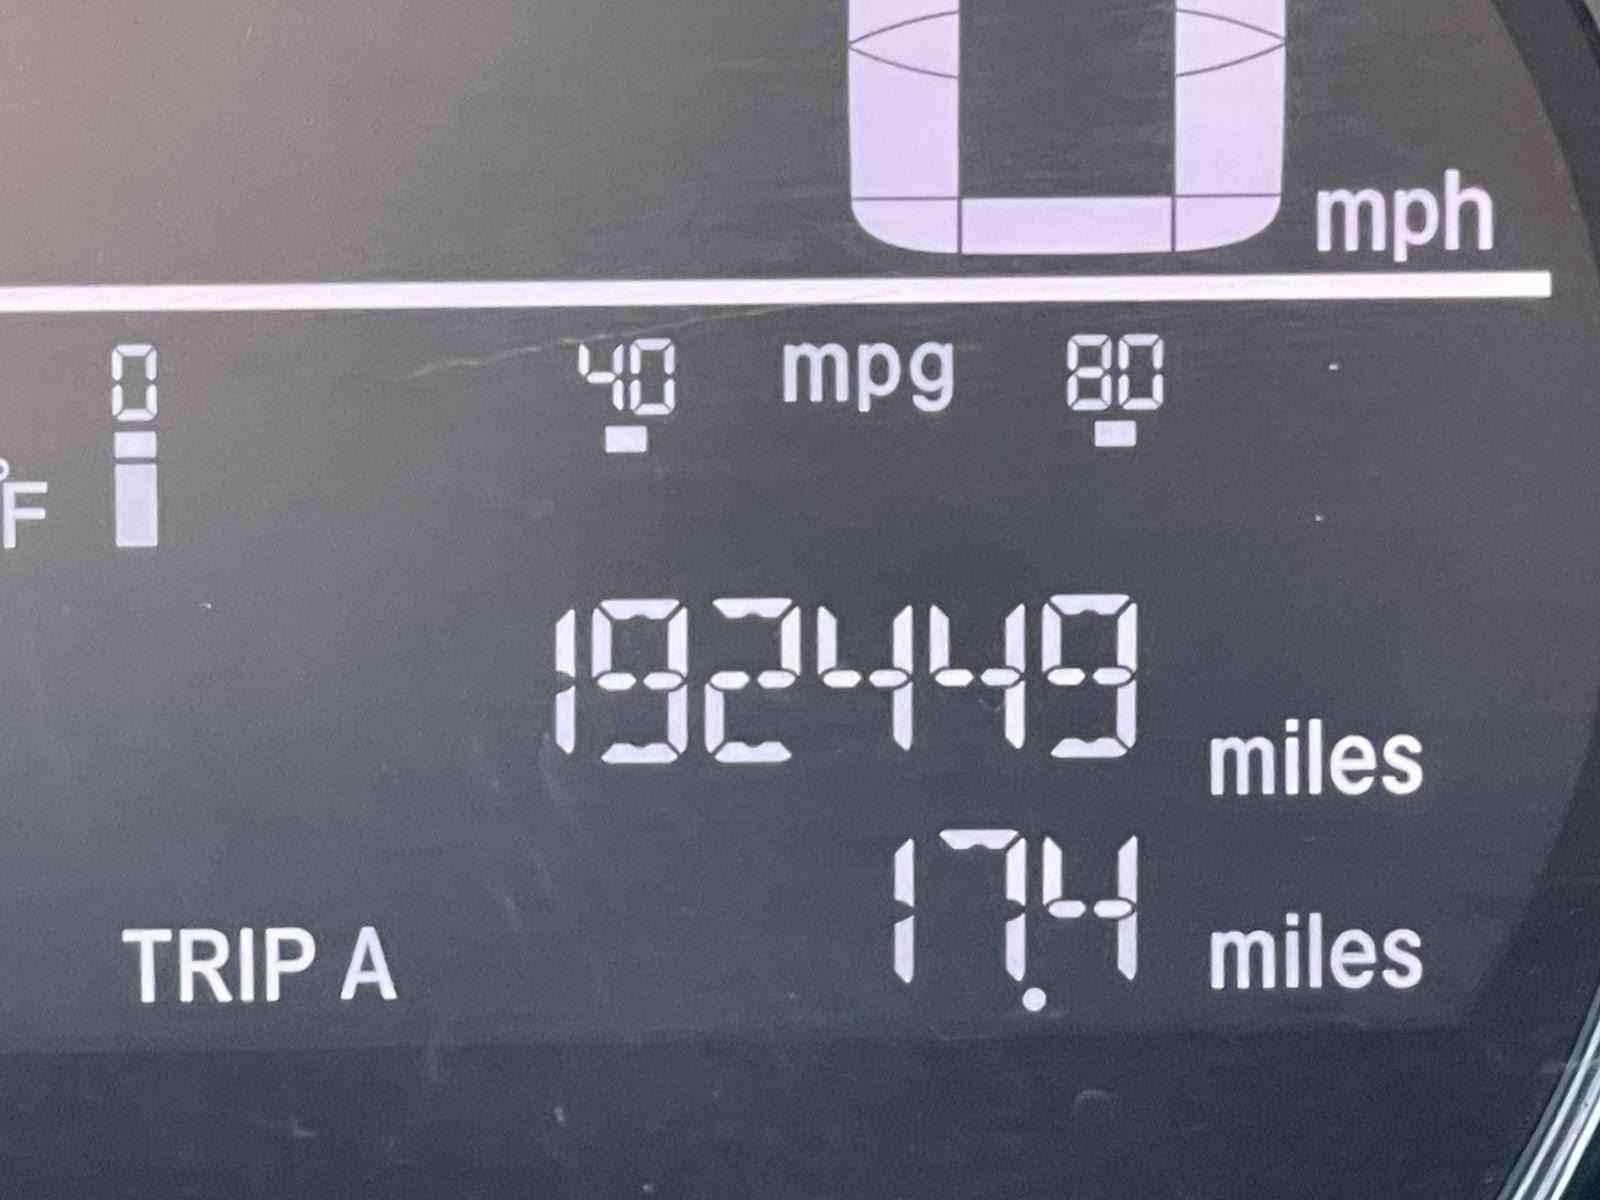 0 mph
0 40 mpg 80
°F
192449 miles
TRIP A 17.4 miles